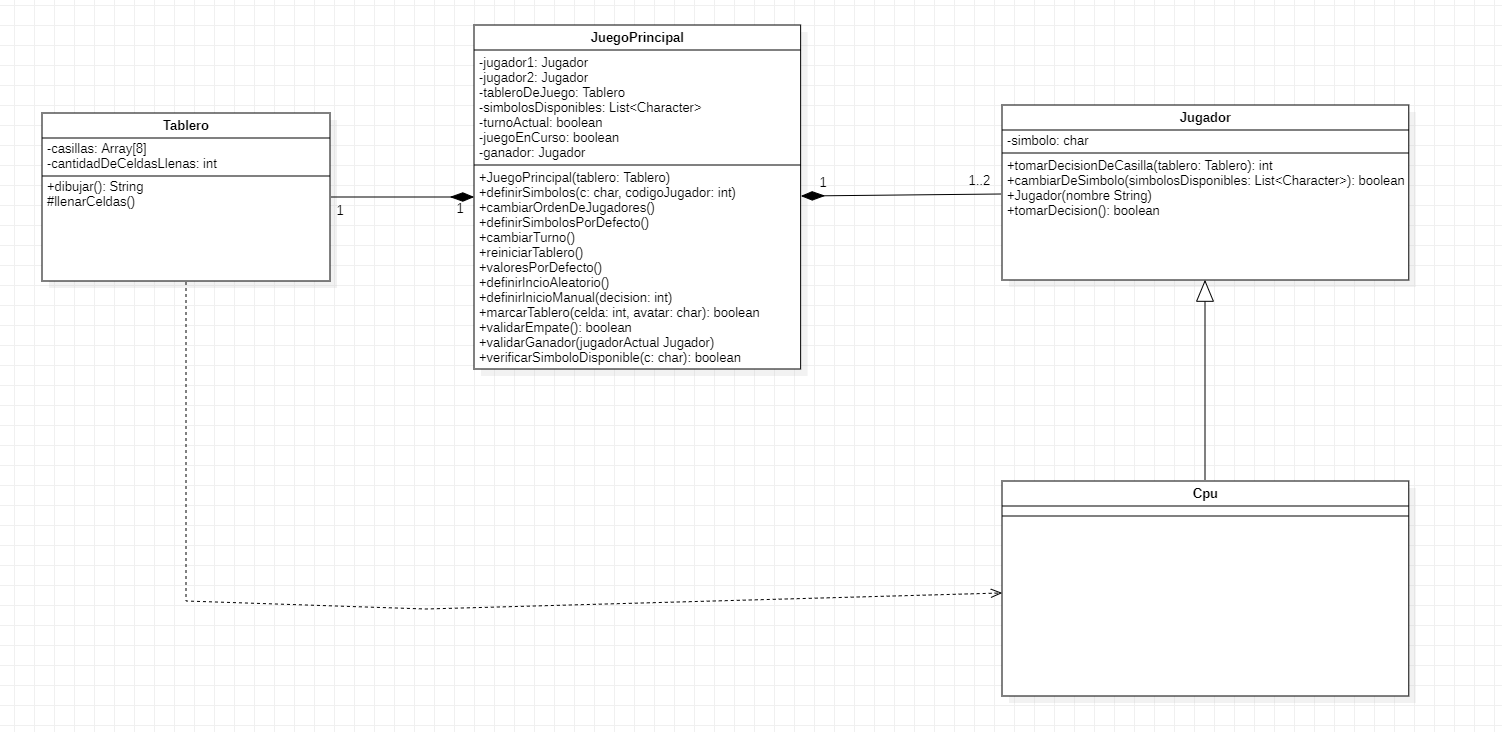 Tablero
-casillas: Array[8]
-cantidadDeCeldasLlenas: int
+dibujar(): String
#llenarCeldas()
1
1
JuegoPrincipal
-jugador1: Jugador
-jugador2: Jugador
-tableroDeJuego: Tablero
-simbolosDisponibles: List<Character>
-turnoActual: boolean
-juegoEnCurso: boolean
-ganador: Jugador
+JuegoPrincipal(tablero: Tablero)
+definirSimbolos(c: char, codigoJugador: int)
+cambiarOrdenDeJugadores()
+definirSimbolosPorDefecto()
+cambiarTurno()
+reiniciarTablero()
+valoresPorDefecto()
+definirIncioAleatorio()
+definirInicioManual(decision: int)
+marcarTablero(celda: int, avatar: char): boolean
+validarEmpate(): boolean
+validarGanador(jugadorActual Jugador)
+verificarSimboloDisponible(c: char): boolean
1
1..2
Jugador
-simbolo: char
+tomarDecisionDeCasilla(tablero: Tablero): int
+cambiarDeSimbolo(simbolosDisponibles: List<Character>): boolean
+Jugador(nombre String)
+tomarDecision(): boolean
Cpu